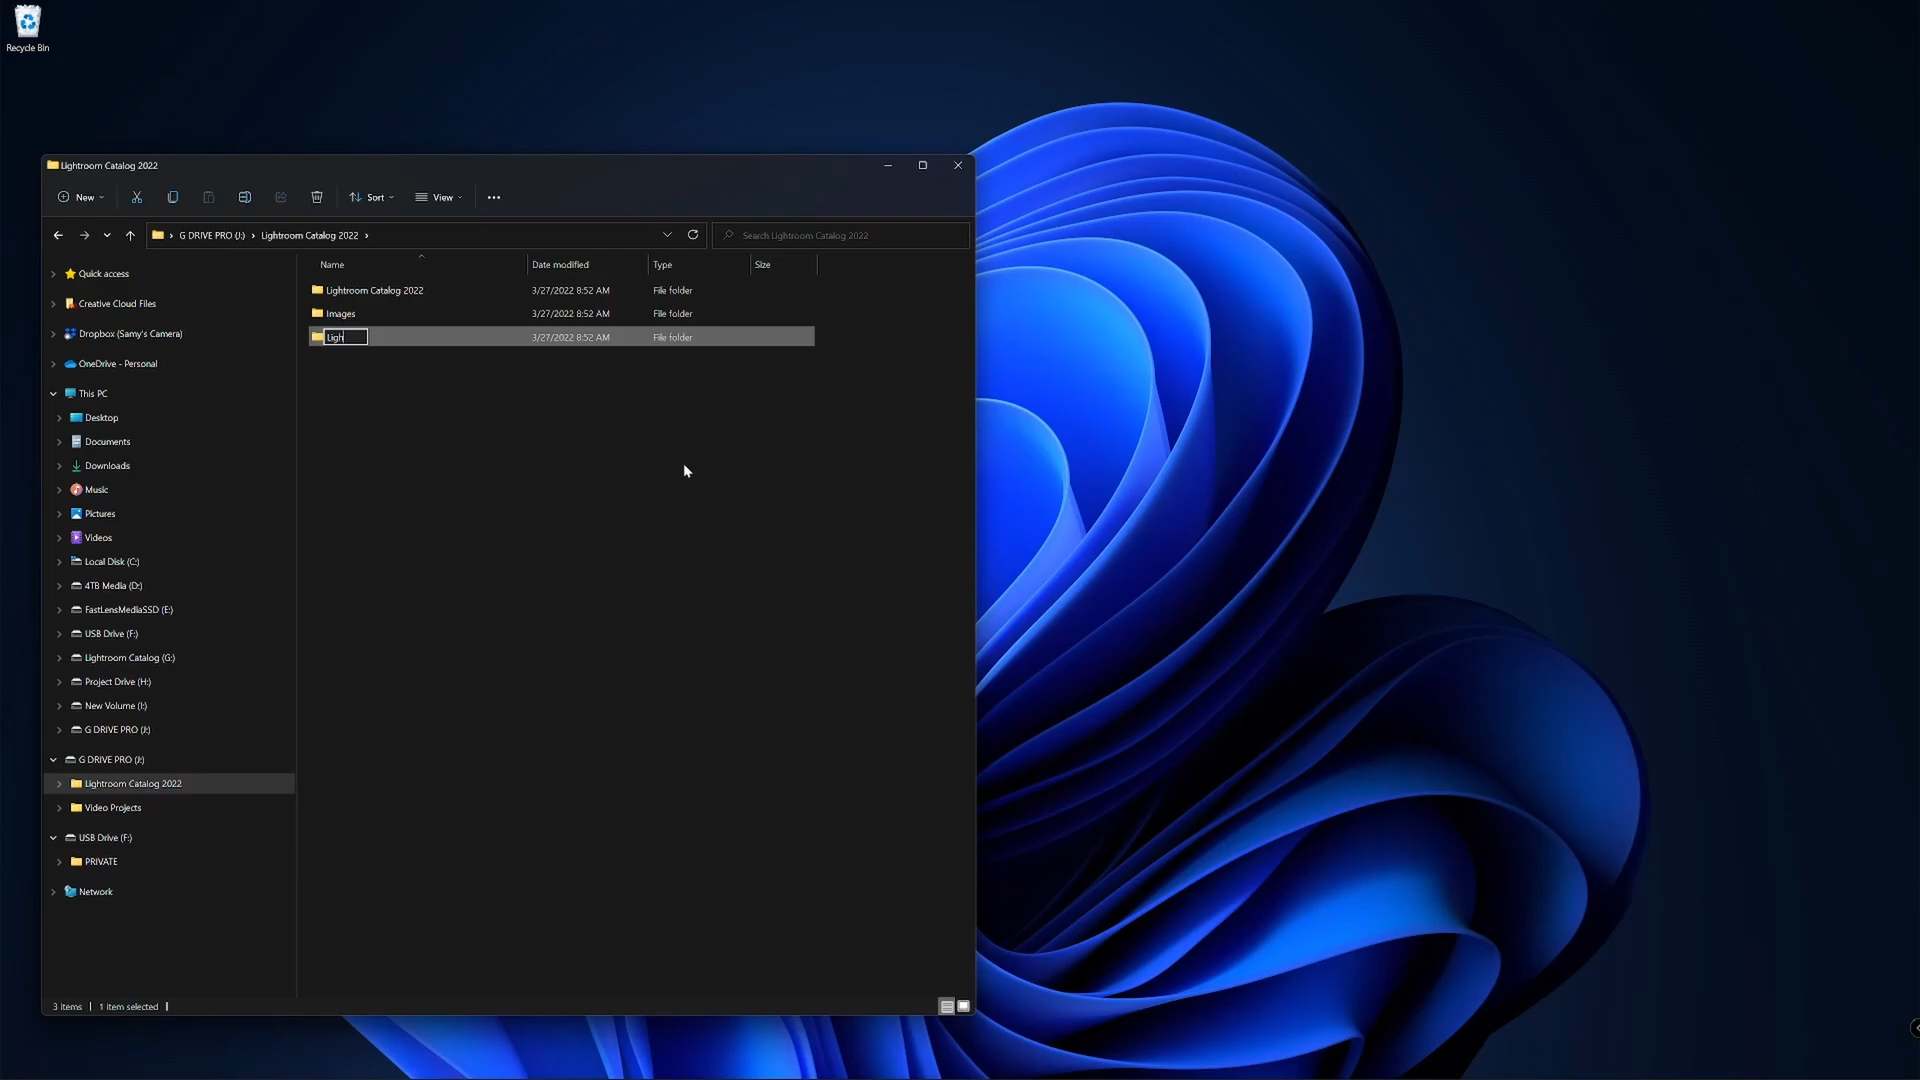 Recycle Bin
Lightroom Catalog 2022
New
Sort
View
G DRIVE PRO (J:) Lightroom Catalog 2022
Search Lightroom Catalog 2022
Name Date modified Type Size
Lightroom Catalog 2022 3/27/2022 8:52 AM File folder
Images 3/27/2022 8:52 AM File folder
Ligh 3/27/2022 8:52 AM File folder
Quick access
Creative Cloud Files
Dropbox (Samy's Camera)
OneDrive - Personal
This PC
Desktop
Documents
Downloads
Music
Pictures
Videos
Local Disk (C:)
4TB Media (D:)
FastLensMediaSSD (E:)
USB Drive (F:)
Lightroom Catalog (G:)
Project Drive (H:)
New Volume (I:)
G DRIVE PRO (J:)
G DRIVE PRO (J:)
Lightroom Catalog 2022
Video Projects
USB Drive (F:)
PRIVATE
Network
3 items 1 item selected